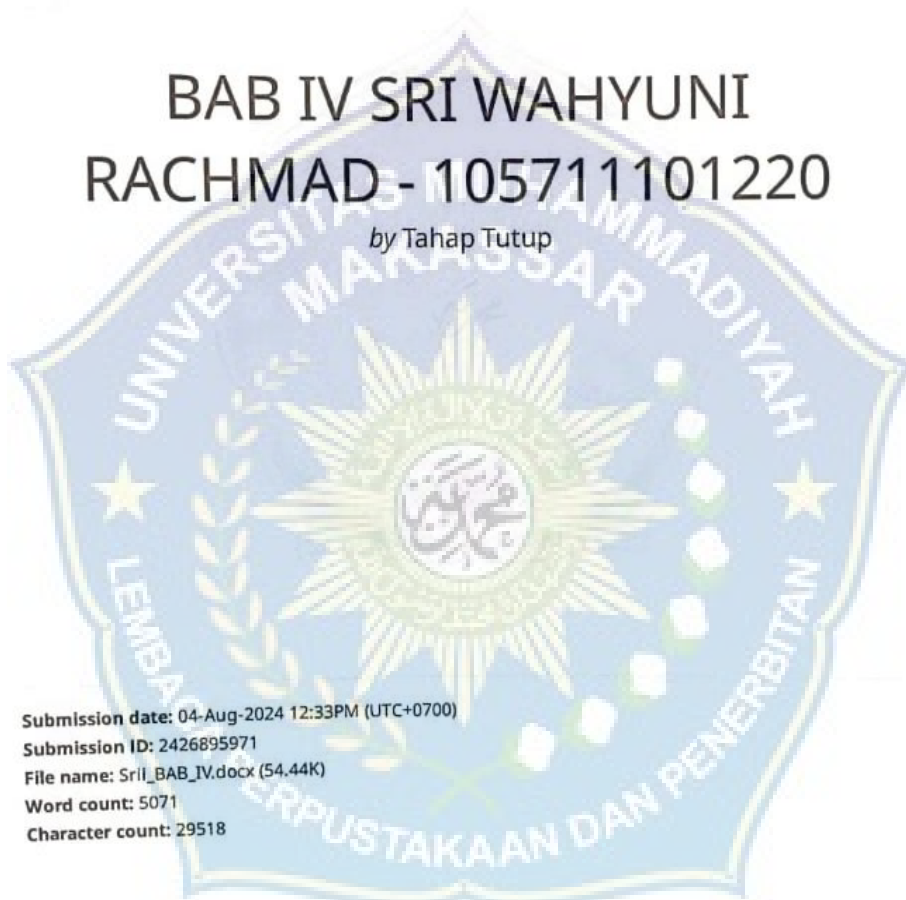 BAB IV SRI WAHYUNI
RACHMAD - 105711101220
by Tahap Tutup
UNIVERSITAS MUHAMMADIYAH
MAKASSAR
LEMBAGA PERPUSTAKAAN DAN PENERBITAN
Submission date: 04-Aug-2024 12:33PM (UTC+0700)
Submission ID: 2426895971
File name: Srii_BAB_IV.docx (54.44K)
Word count: 5071
Character count: 29518